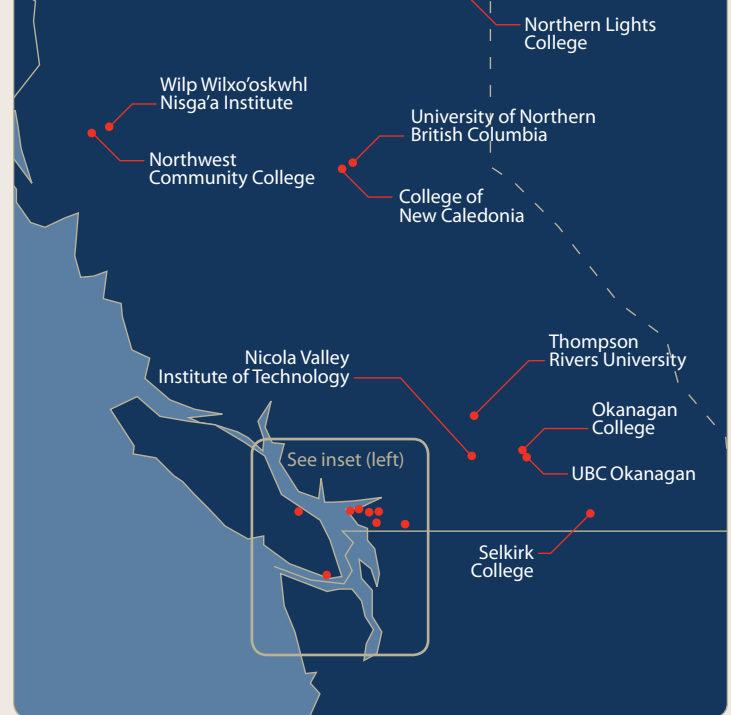 Northern Lights
College
Wilp Wilxo'oskwhl
Nisga'a Institute
University of Northern
British Columbia
Northwest
Community College
College of
New Caledonia
Thompson
Rivers University
Nicola Valley
Institute of Technology
Okanagan
College
See inset (left)
UBC Okanagan
Selkirk
College